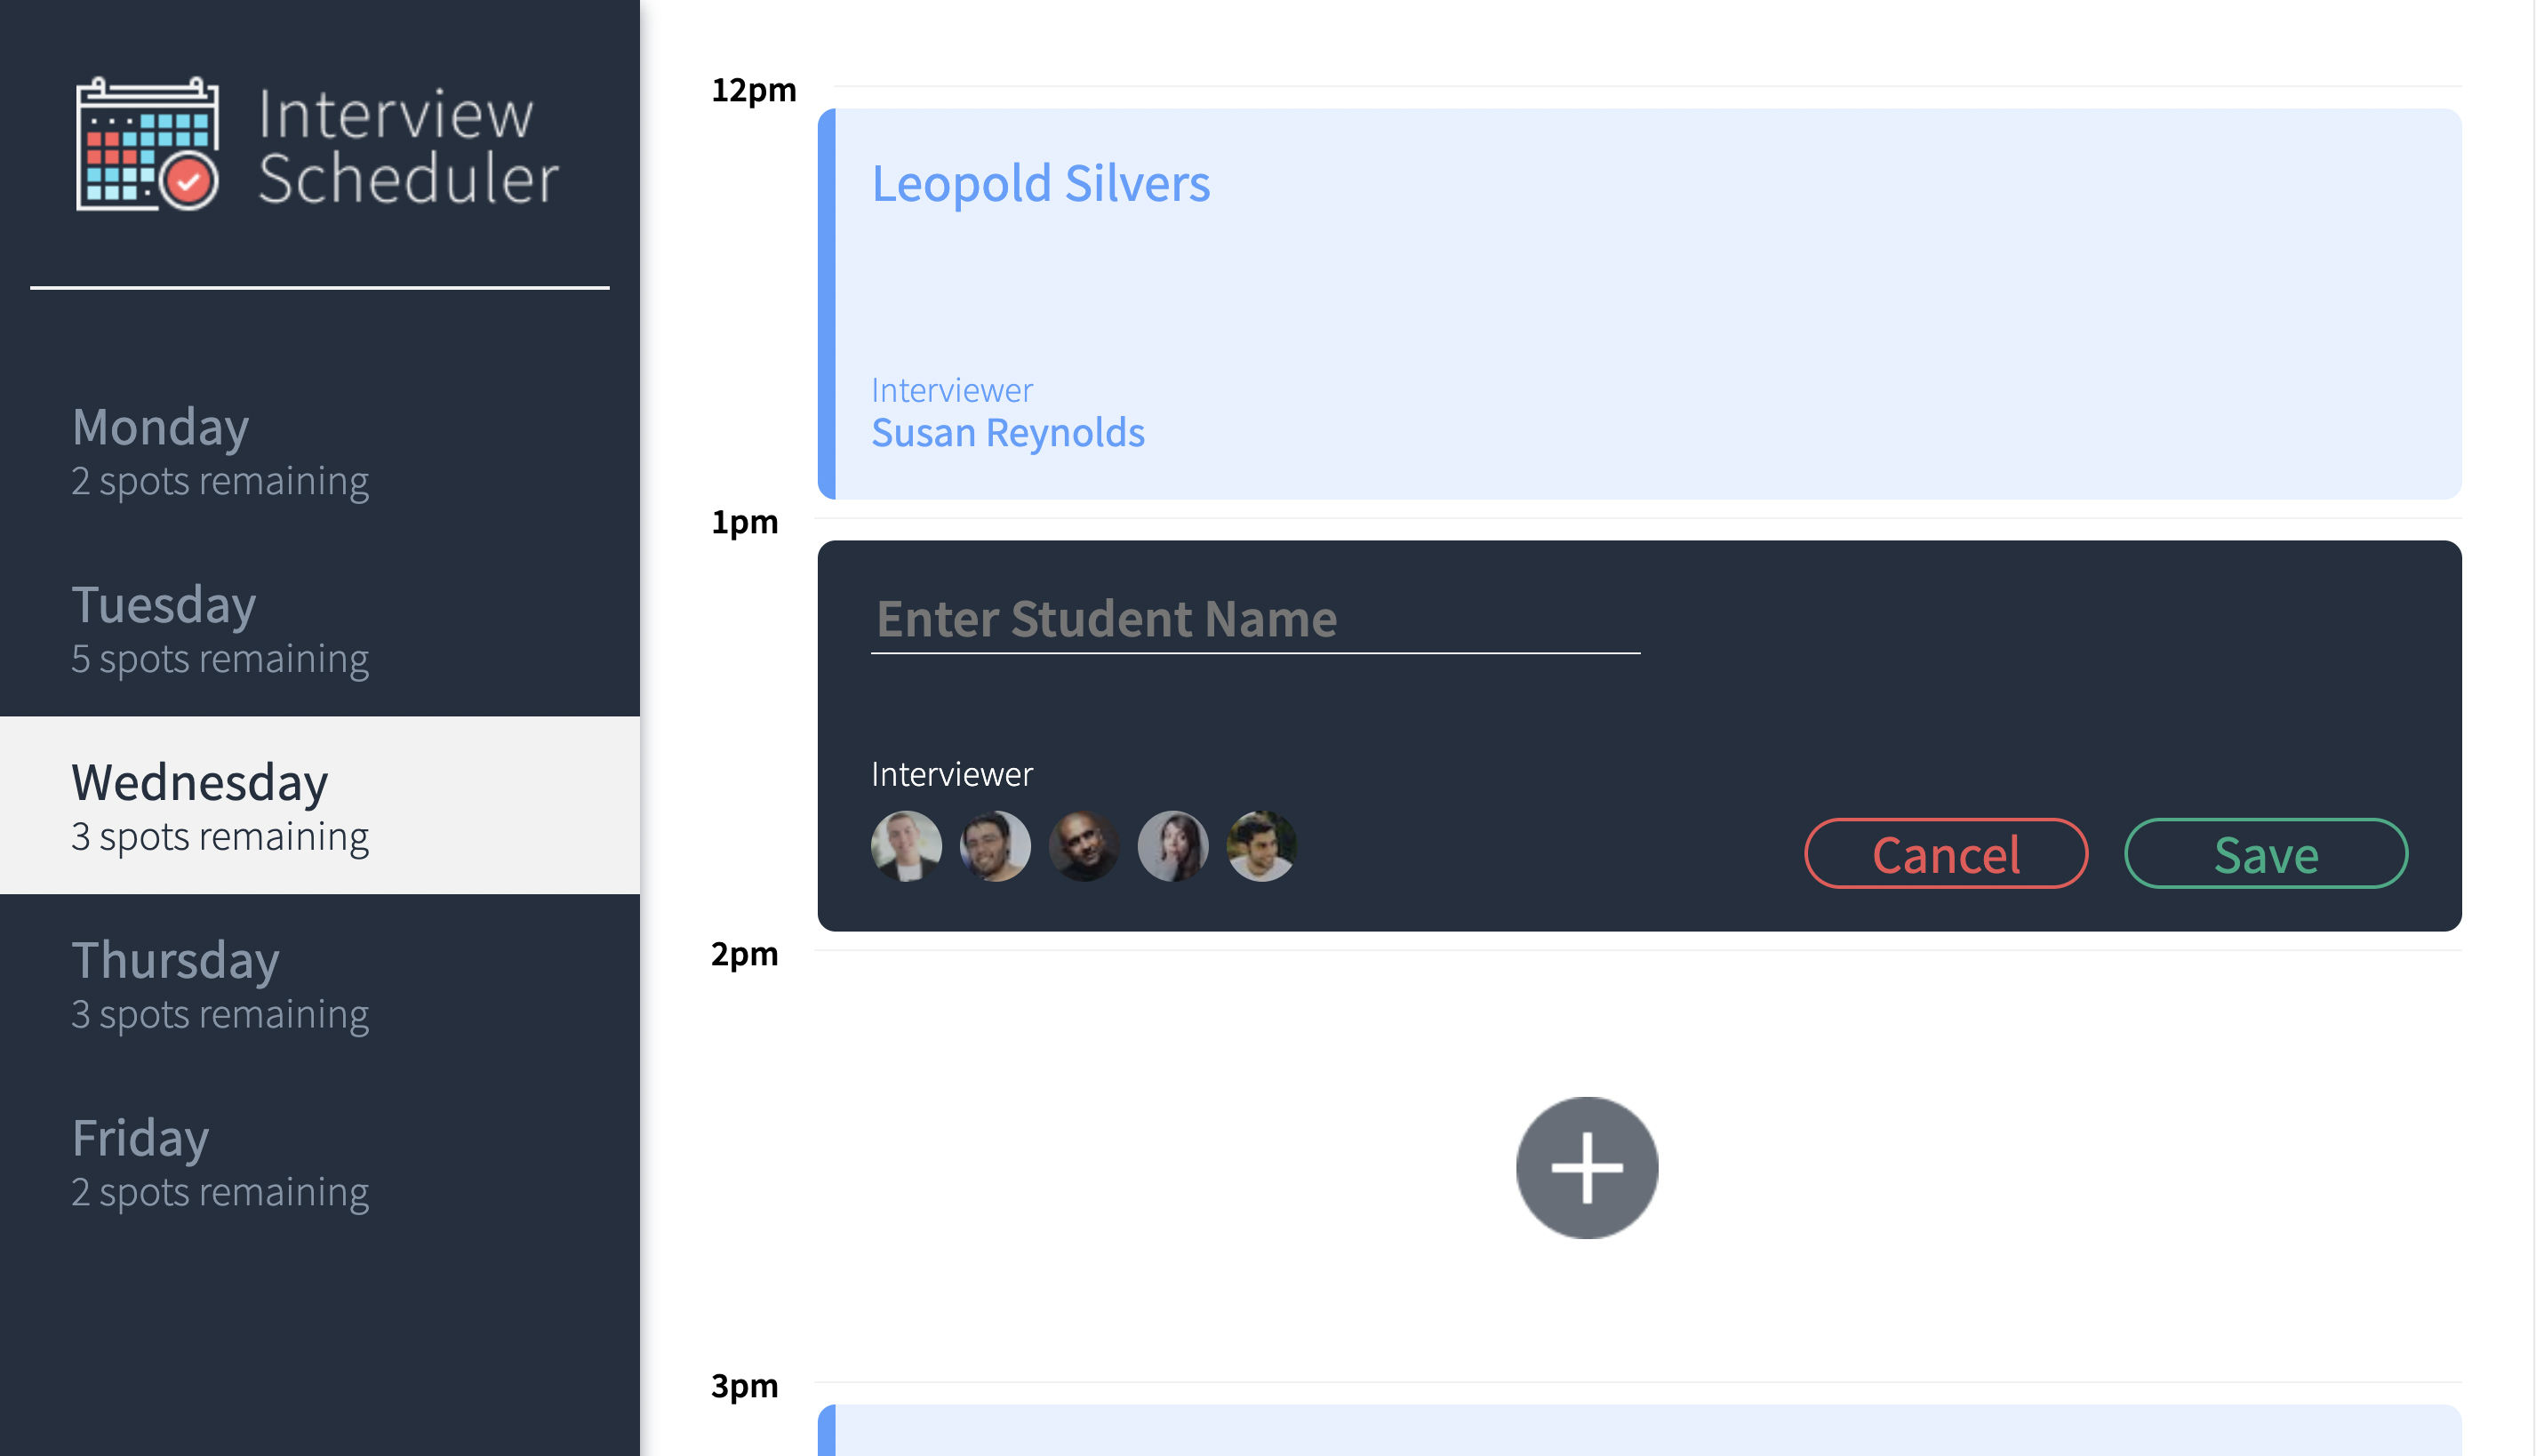 Interview
Scheduler
Monday
2 spots remaining
Tuesday
5 spots remaining
Wednesday
3 spots remaining
Thursday
3 spots remaining
Friday
2 spots remaining
12pm
Leopold Silvers
Interviewer
Susan Reynolds
1pm
Enter Student Name
Interviewer
Cancel
Save
2pm
3pm